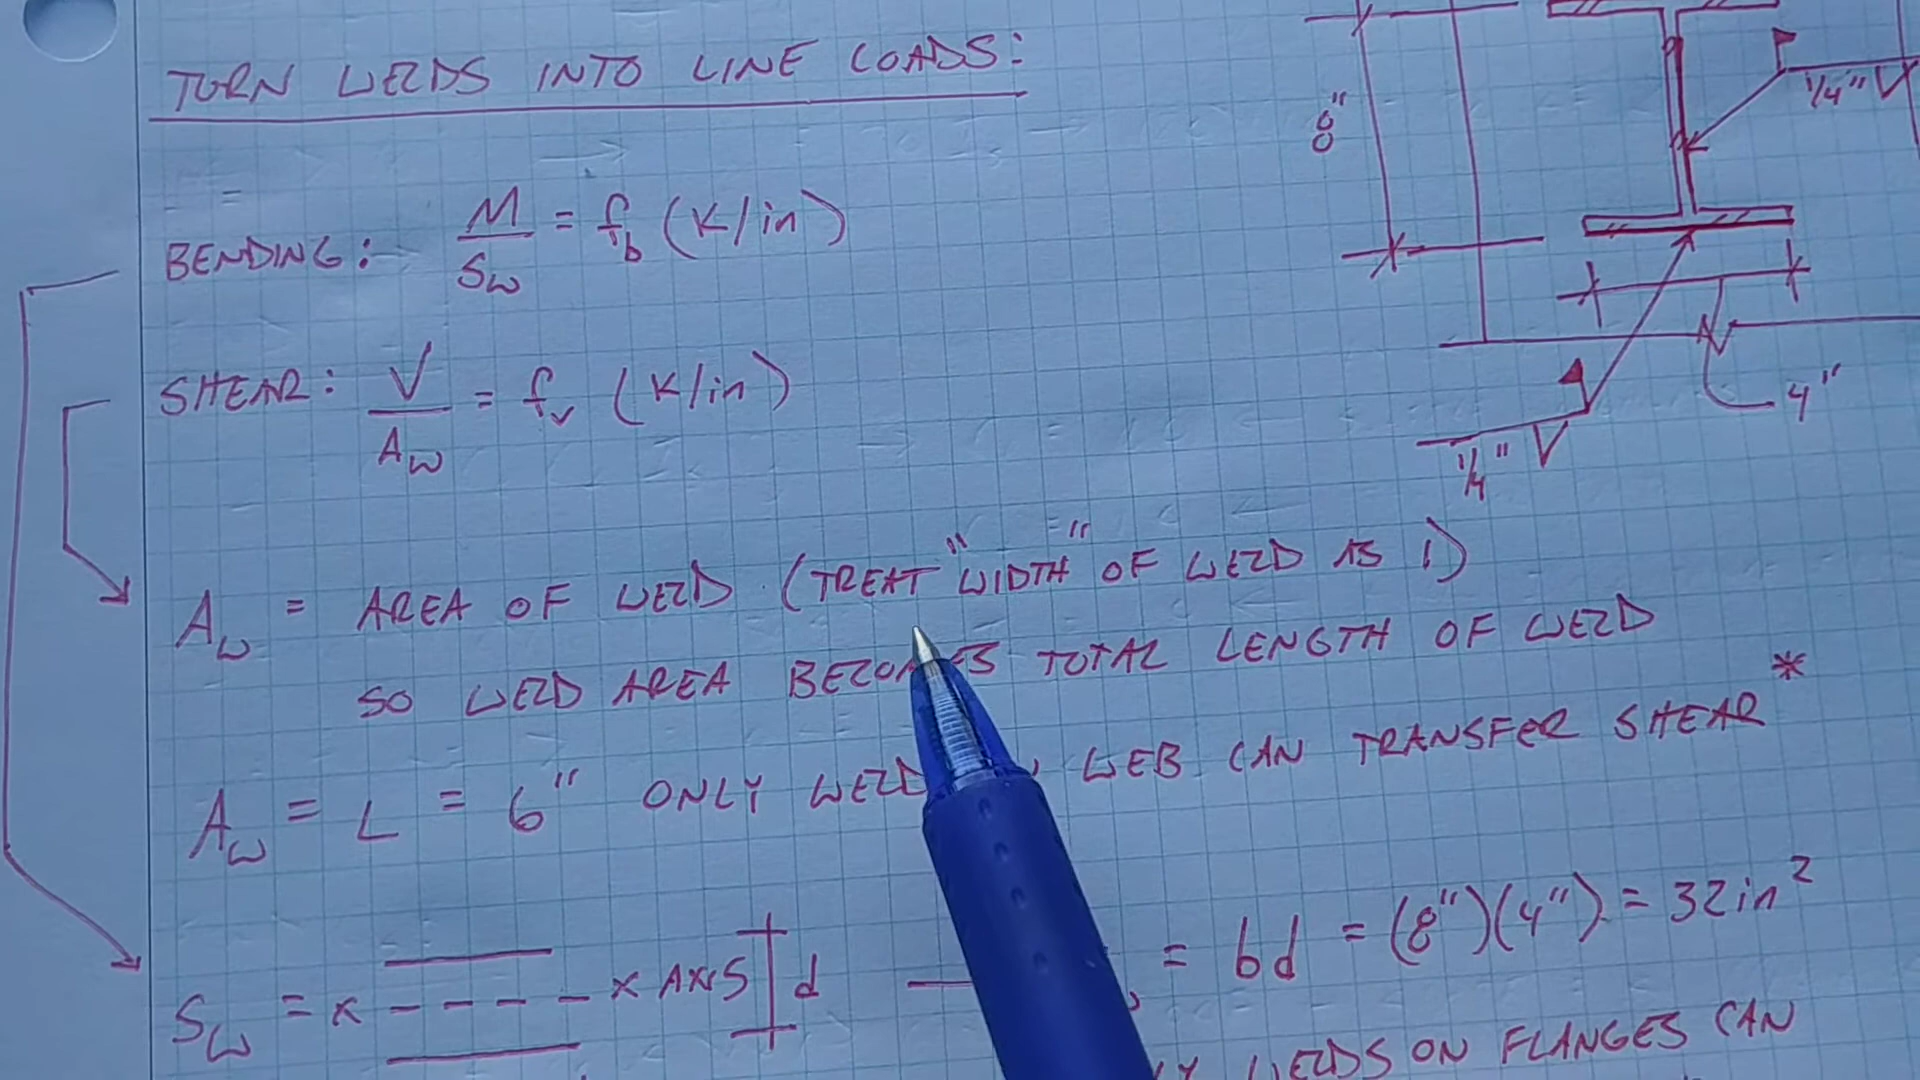 TURN WELDS INTO LINE LOADS:
BENDING: M/Sw = fb (K/in)
SHEAR: V/Aw = fv (K/in)
8"
1/4"
4"
1/4"
Aw = AREA OF WELD (TREAT "WIDTH" OF WELD AS 1)
SO WELD AREA BECOMES TOTAL LENGTH OF WELD
Aw = L = 6" ONLY WELD WEB CAN TRANSFER SHEAR*
Sw = x - - - - x AXIS d = bd = (8")(4") = 32in²
WELDS ON FLANGES CAN